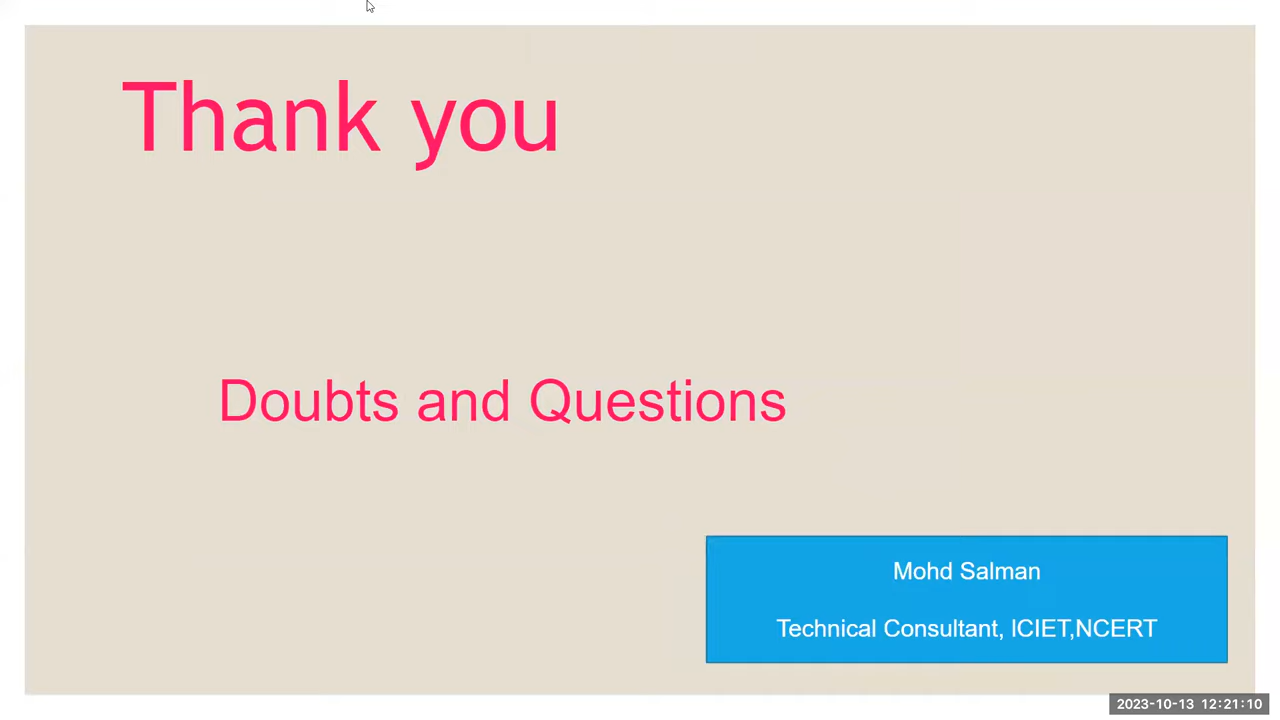 Thank you
Doubts and Questions
Mohd Salman
Technical Consultant, ICIET,NCERT
2023-10-13 12:21:10